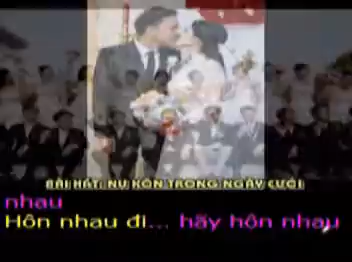 BÀI HÁT: NỤ HÔN TRONG NGÀY CƯỚI
nhau
Hôn nhau đi... hãy hôn nhau